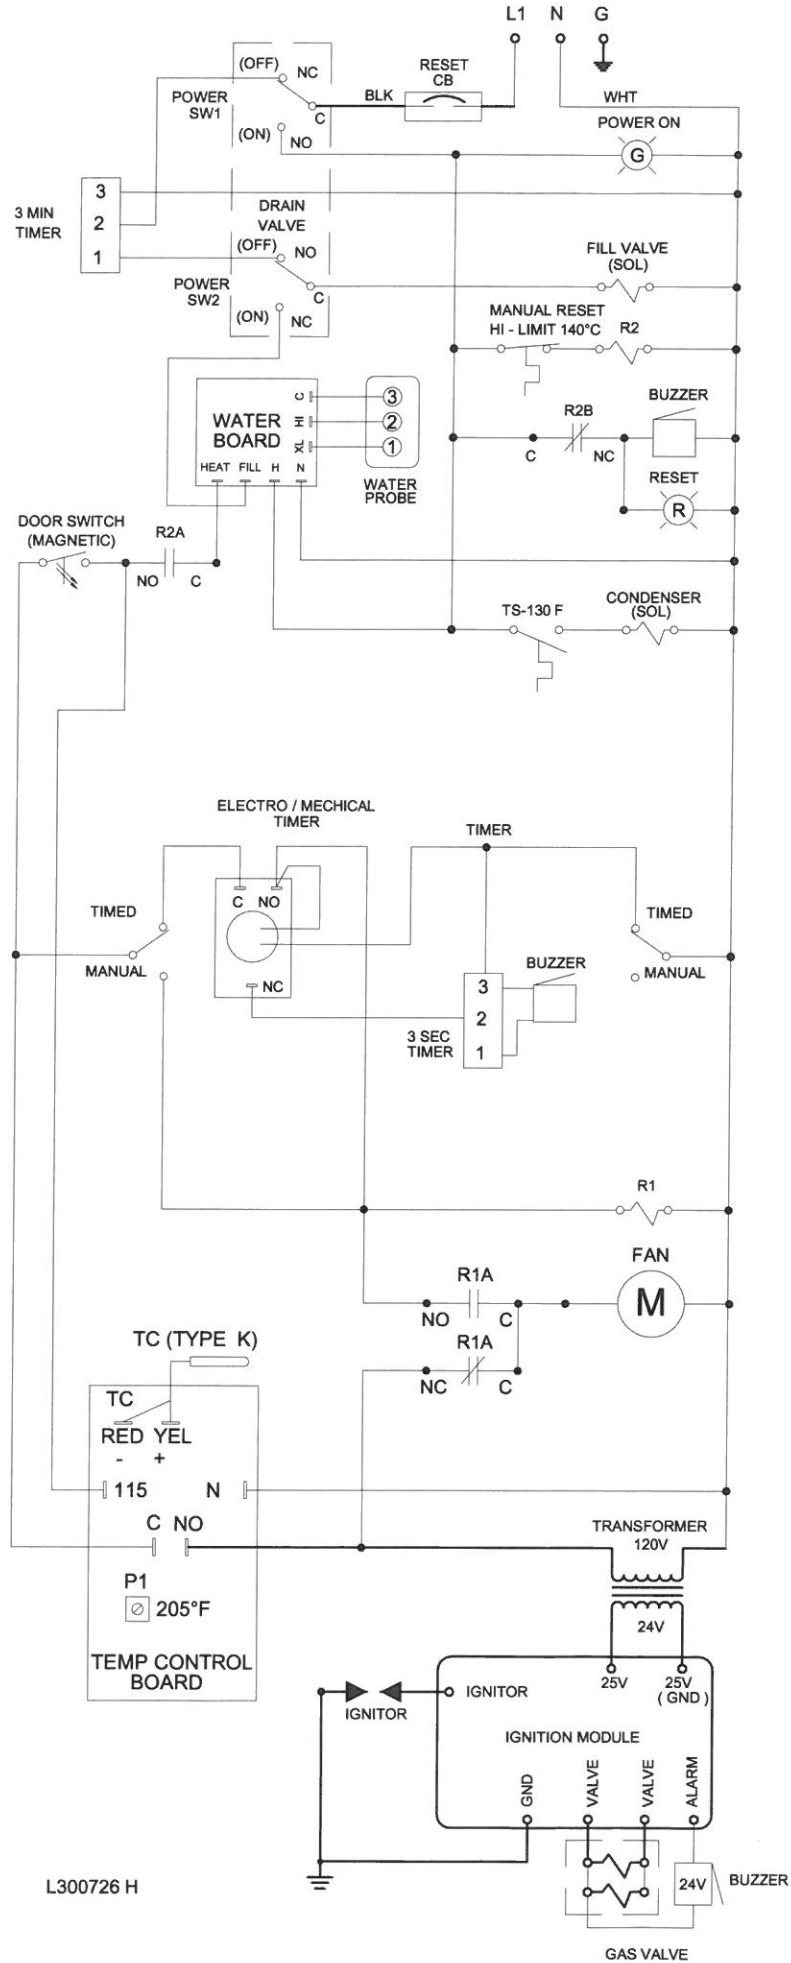 L1 N G
RESET
CB
BLK
WHT
(OFF) NC
POWER
SW1
C
(ON) NO
POWER ON
G
3 MIN
TIMER
3
2
1
DRAIN
VALVE
(OFF) NO
POWER
SW2
C
(ON) NC
FILL VALVE
(SOL)
MANUAL RESET
HI - LIMIT 140°C R2
WATER
BOARD
C
HI
XL
HEAT FILL H N
3
2
1
WATER
PROBE
R2B
C NC
BUZZER
RESET
R
DOOR SWITCH
(MAGNETIC)
R2A
NO C
TS-130 F
CONDENSER
(SOL)
ELECTRO / MECHICAL
TIMER
TIMER
C NO
NC
TIMED
MANUAL
TIMED
MANUAL
BUZZER
3
2
1
3 SEC
TIMER
R1
FAN
M
R1A
NO C
R1A
NC C
TC (TYPE K)
TC
RED YEL
- +
115 N
C NO
P1
205°F
TEMP CONTROL
BOARD
TRANSFORMER
120V
24V
25V 25V
( GND )
IGNITOR
IGNITOR
IGNITION MODULE
GND
VALVE
VALVE
ALARM
24V
BUZZER
GAS VALVE
L300726 H